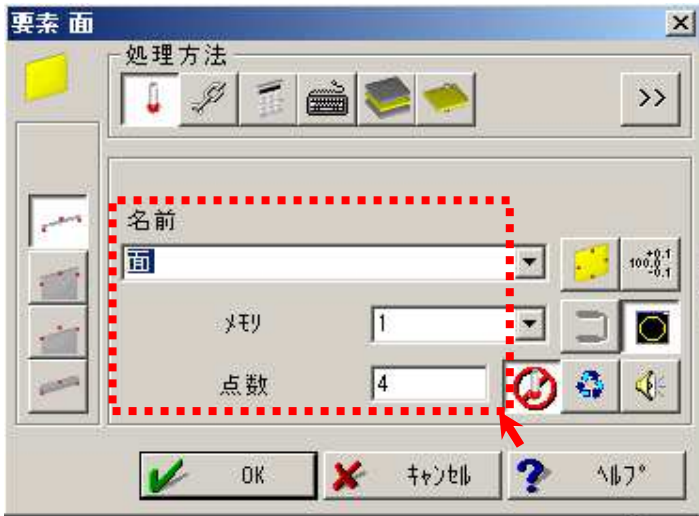 要素 面
処理方法
>>
名前
面
+0.1
100.0
-0.1
ﾒﾓﾘ 1
点数 4
OK ｷｬﾝｾﾙ ﾍﾙﾌﾟ